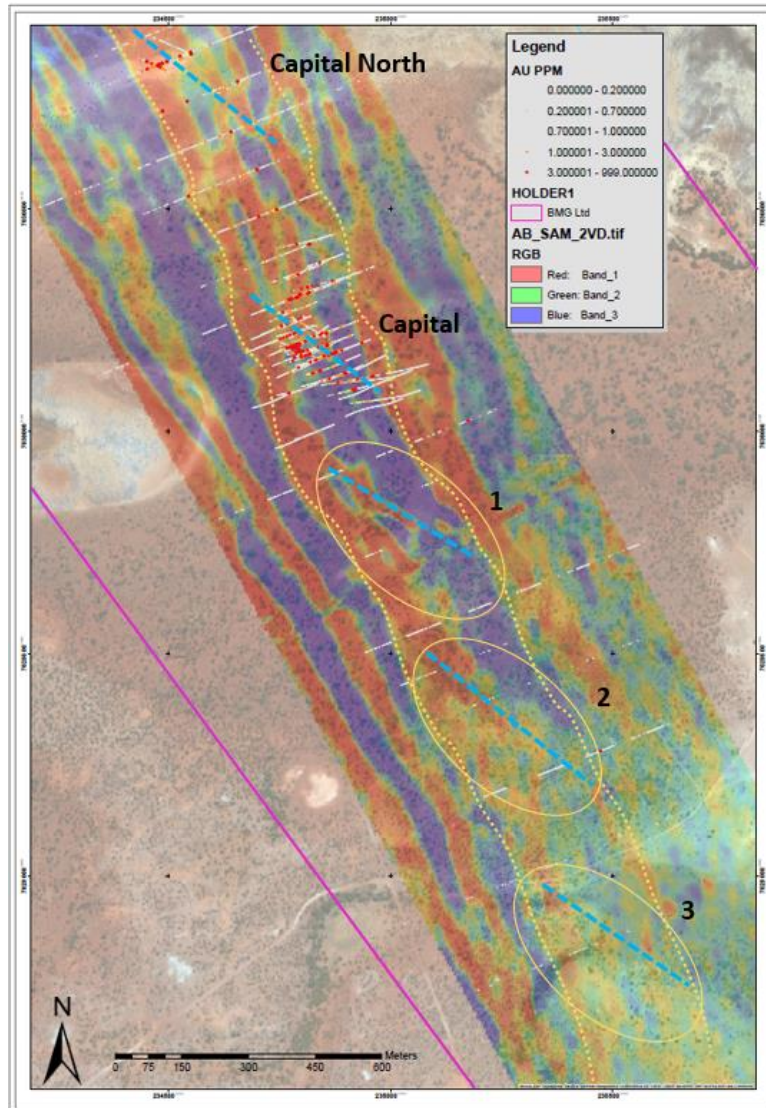 Capital North
Capital
1
2
3
Legend
AU PPM
0.000000 - 0.200000
0.200001 - 0.700000
0.700001 - 1.000000
1.000001 - 3.000000
3.000001 - 999.000000
HOLDER1
BMG Ltd
AB_SAM_2VD.tif
RGB
Red: Band_1
Green: Band_2
Blue: Band_3
N
0 75 150 300 450 600
Meters